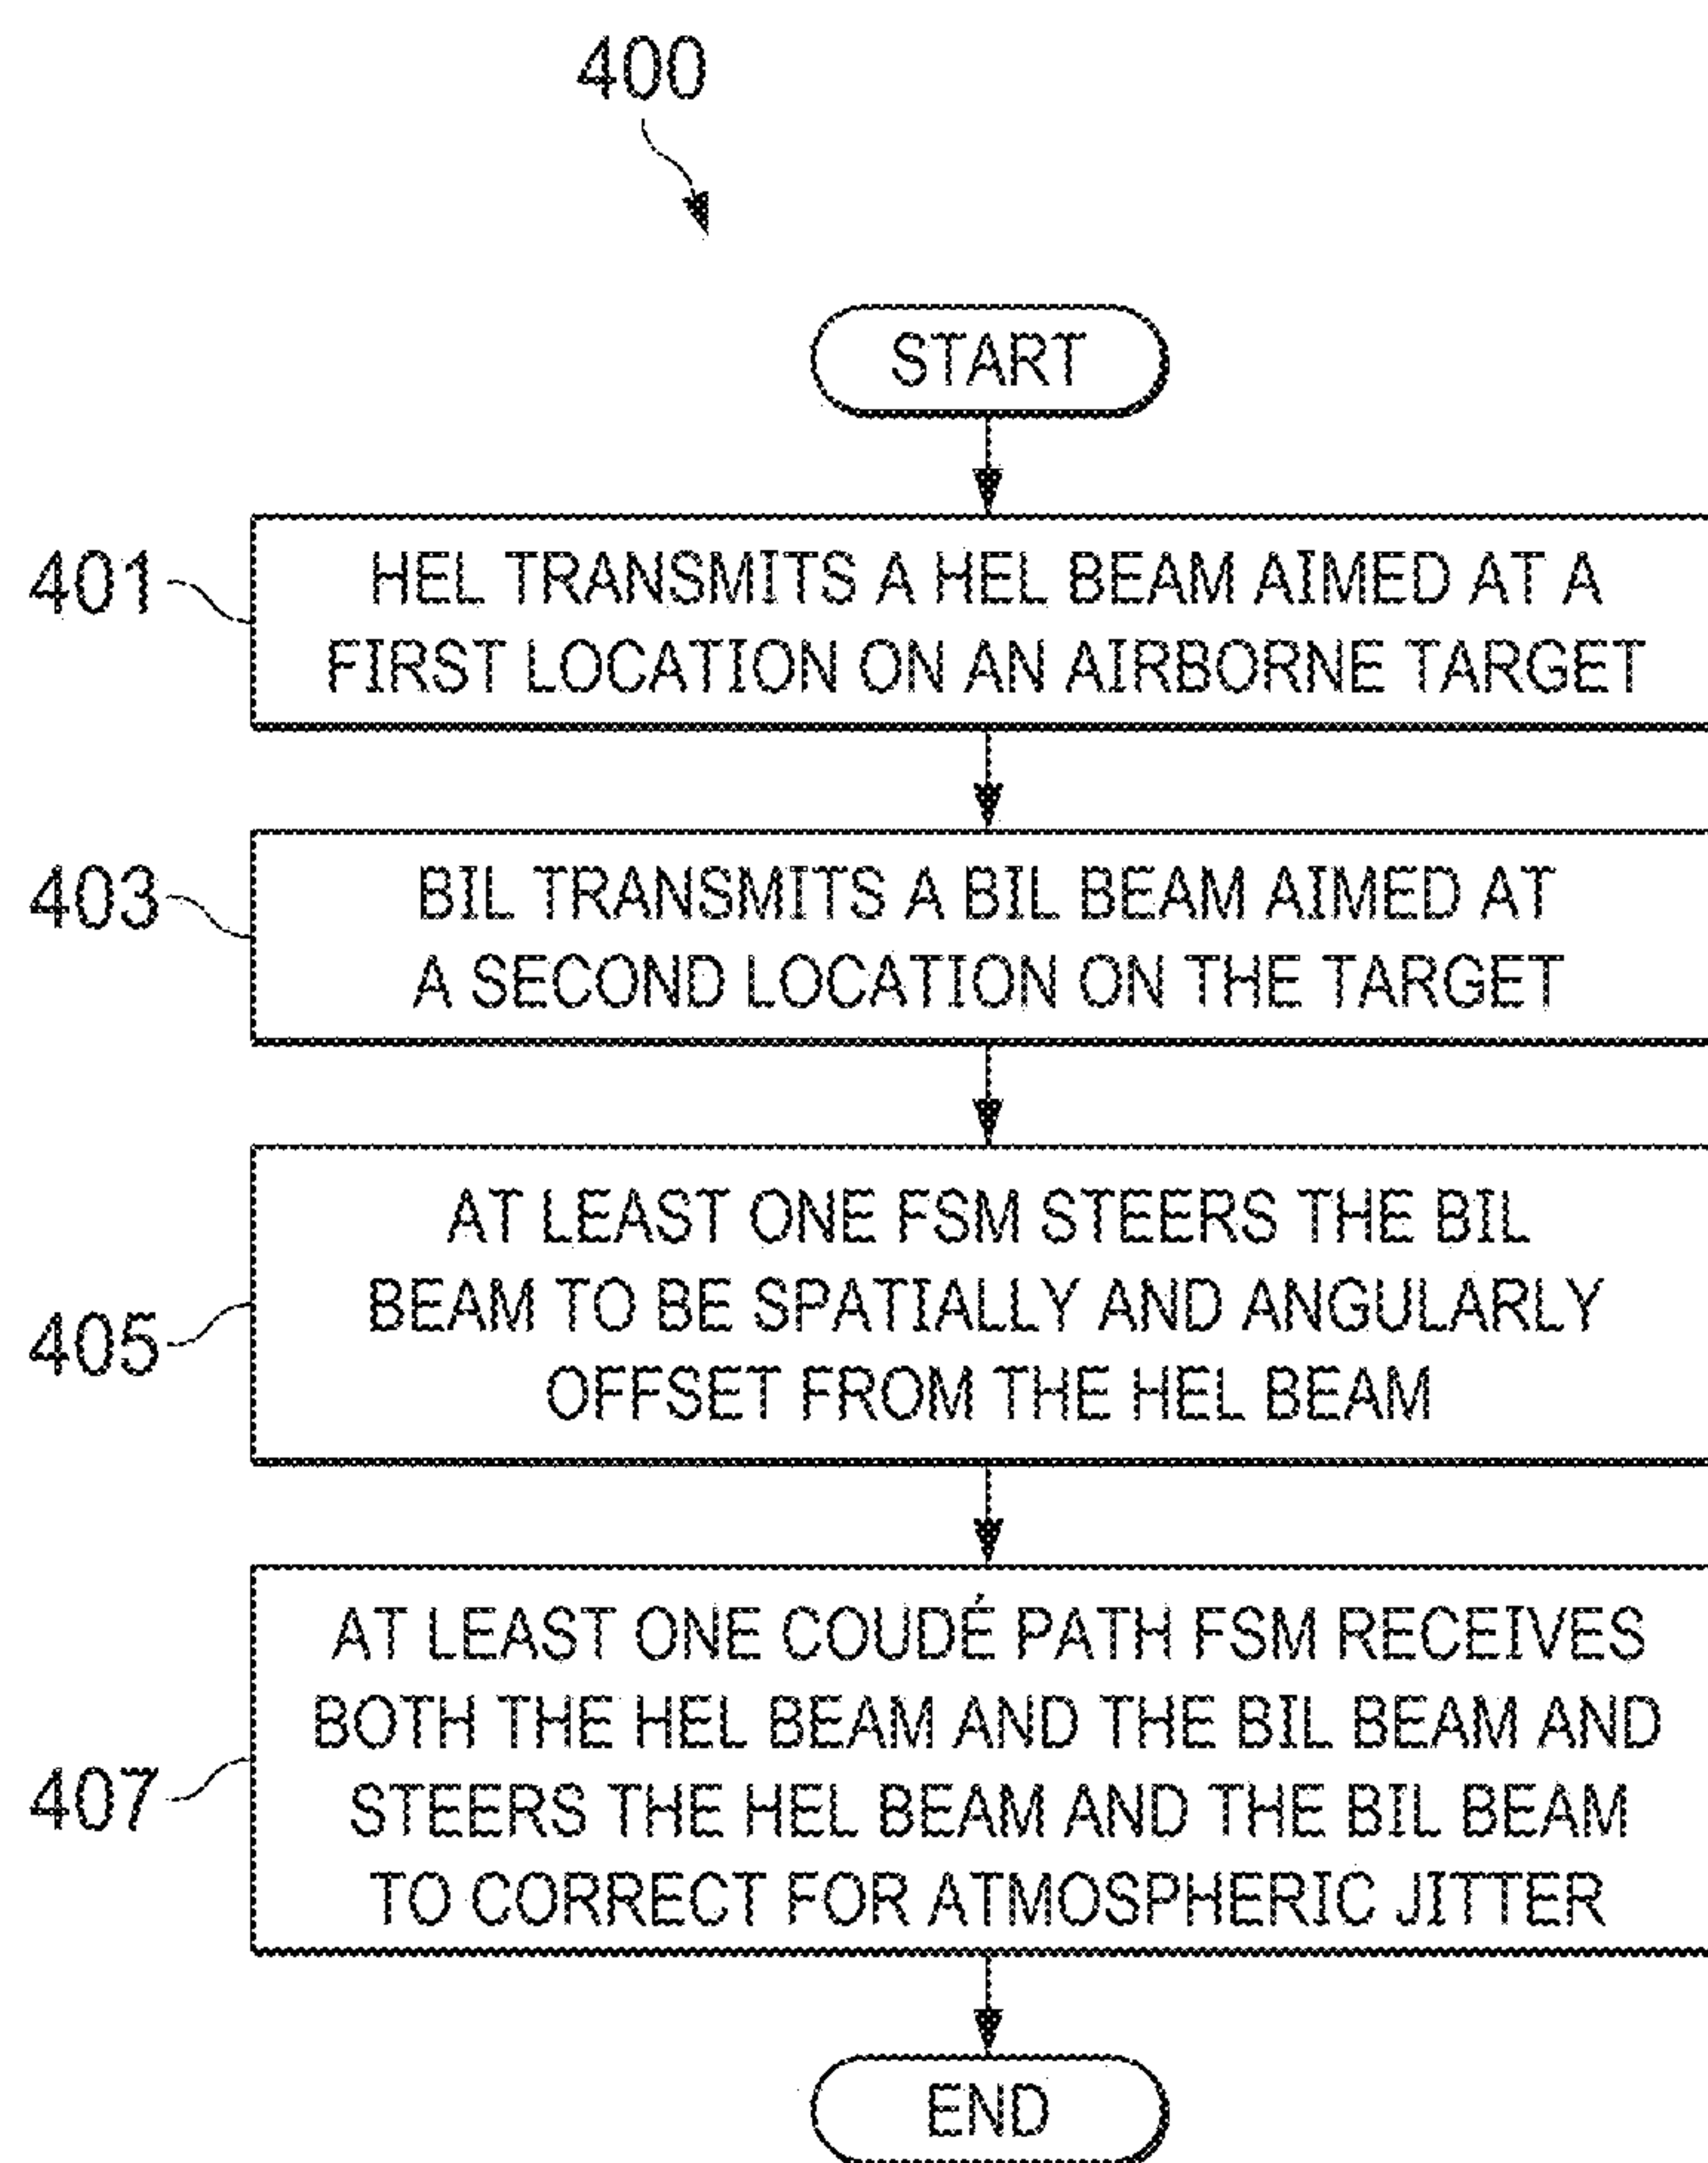 400
START
401
HEL TRANSMITS A HEL BEAM AIMED AT A
FIRST LOCATION ON AN AIRBORNE TARGET
403
BIL TRANSMITS A BIL BEAM AIMED AT
A SECOND LOCATION ON THE TARGET
405
AT LEAST ONE FSM STEERS THE BIL
BEAM TO BE SPATIALLY AND ANGULARLY
OFFSET FROM THE HEL BEAM
407
AT LEAST ONE COUDÉ PATH FSM RECEIVES
BOTH THE HEL BEAM AND THE BIL BEAM AND
STEERS THE HEL BEAM AND THE BIL BEAM
TO CORRECT FOR ATMOSPHERIC JITTER
END